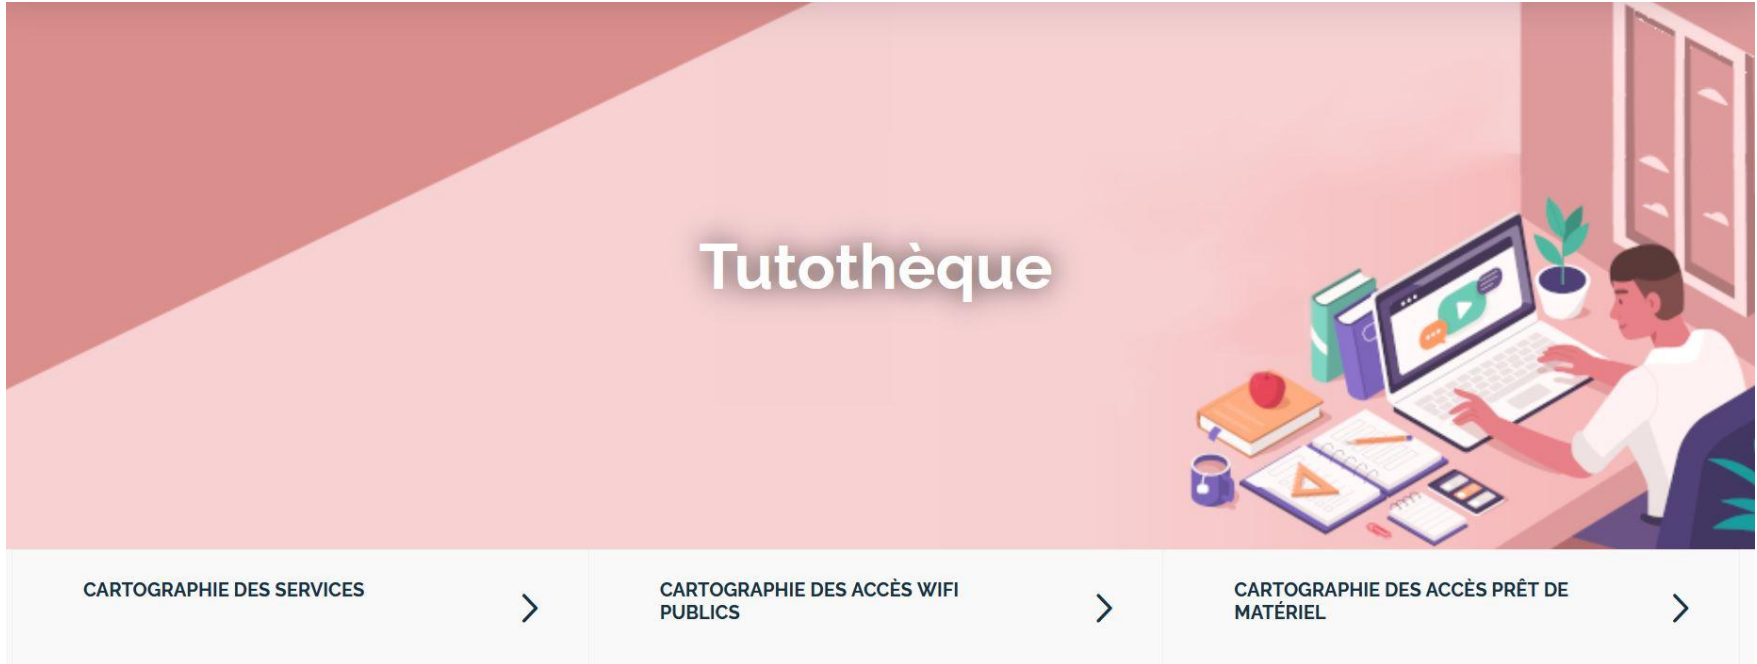 Tutothèque
CARTOGRAPHIE DES SERVICES
CARTOGRAPHIE DES ACCÈS WIFI
PUBLICS
CARTOGRAPHIE DES ACCÈS PRÊT DE
MATÉRIEL